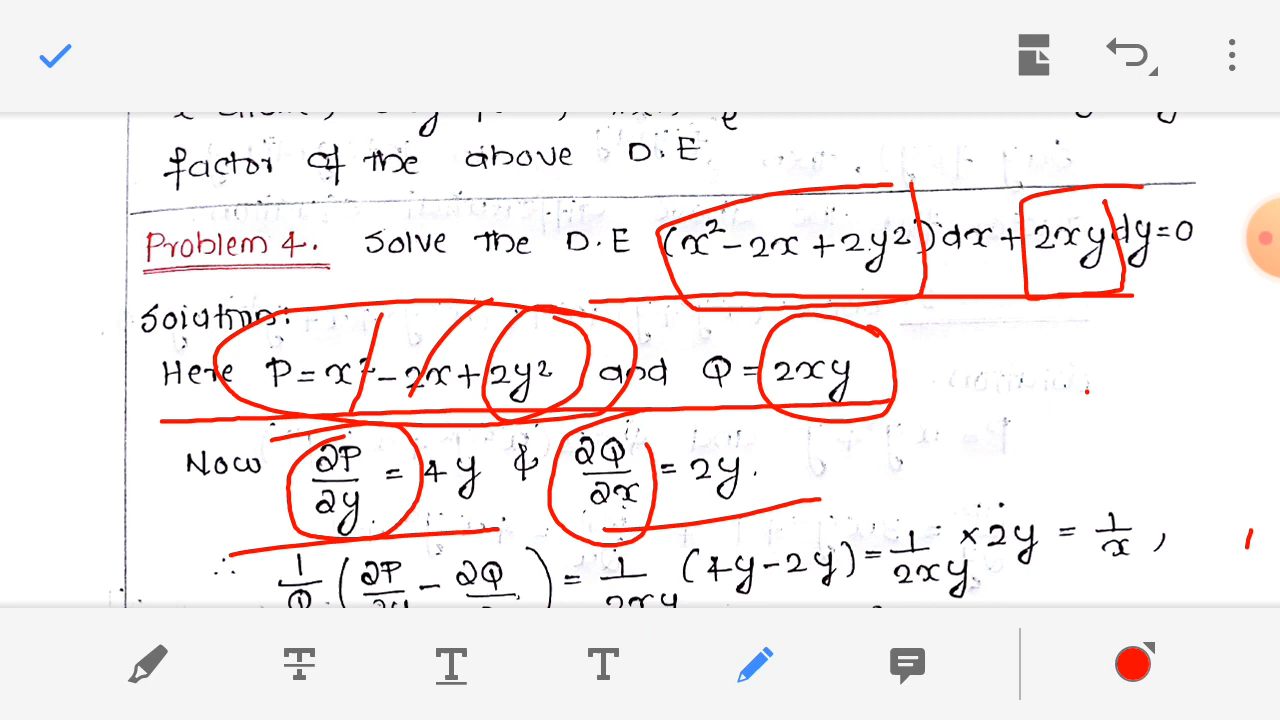 factor of the above D.E
Problem 4. Solve the D.E (x²-2x+2y²)dx+2xydy=0
Solution:
Here P=x²-2x+2y² and Q=2xy
Now ∂P/∂y = 4y & ∂Q/∂x = 2y.
∴ 1/Q (∂P/∂y - ∂Q/ ) = 1/2xy (4y-2y) = 1/2xy × 2y = 1/x,
T T T